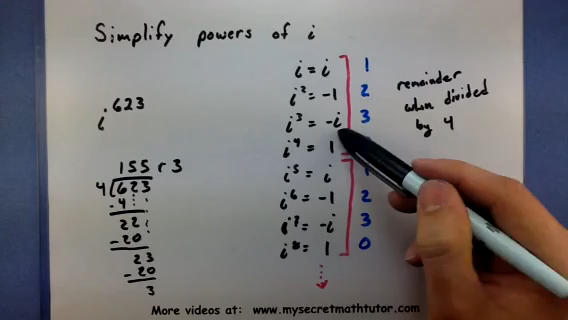 Simplify powers of i
i = i 1
i² = -1 2
i³ = -i 3
i⁴ = 1
i⁵ = i 1
i⁶ = -1 2
i⁷ = -i 3
i⁸ = 1 0
remainder
when divided
by 4
i⁶²³
155 r 3
4 623
-4
22
-20
23
-20
3
More videos at: www.mysecretmathtutor.com